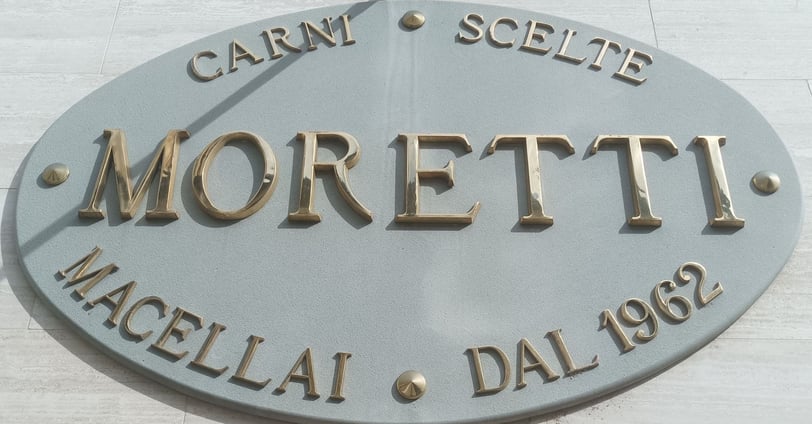 CARNI SCELTE
MORETTI
MACELLAI DAL 1962